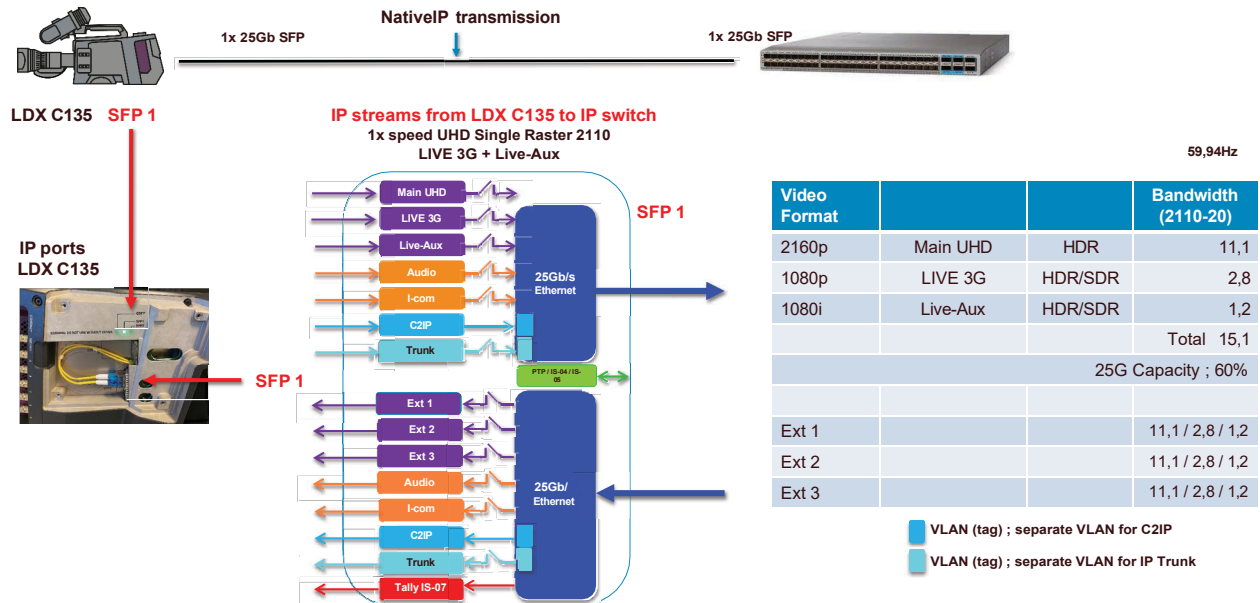 NativeIP transmission
1x 25Gb SFP
1x 25Gb SFP
LDX C135 SFP 1
IP streams from LDX C135 to IP switch
1x speed UHD Single Raster 2110
LIVE 3G + Live-Aux
59,94Hz
IP ports
LDX C135
SFP 1
SFP 1
Main UHD
LIVE 3G
Live-Aux
Audio
I-com
C2IP
Trunk
25Gb/s
Ethernet
PTP / IS-04 / IS-
05
Ext 1
Ext 2
Ext 3
Audio
I-com
C2IP
Trunk
Tally IS-07
25Gb/
Ethernet
Video
Format
Bandwidth
(2110-20)
2160p Main UHD HDR 11,1
1080p LIVE 3G HDR/SDR 2,8
1080i Live-Aux HDR/SDR 1,2
Total 15,1
25G Capacity ; 60%
Ext 1 11,1 / 2,8 / 1,2
Ext 2 11,1 / 2,8 / 1,2
Ext 3 11,1 / 2,8 / 1,2
VLAN (tag) ; separate VLAN for C2IP
VLAN (tag) ; separate VLAN for IP Trunk